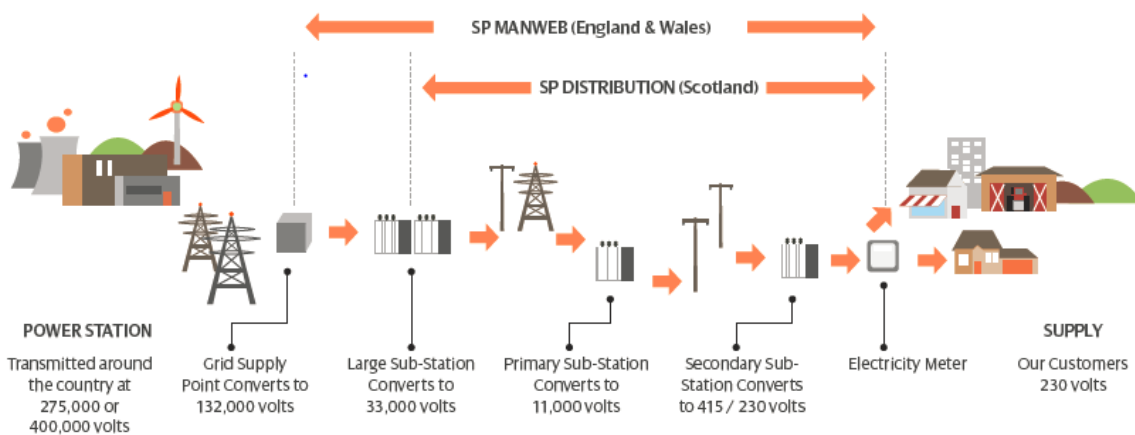 SP MANWEB (England & Wales)
SP DISTRIBUTION (Scotland)
POWER STATION
Transmitted around
the country at
275,000 or
400,000 volts
Grid Supply
Point Converts to
132,000 volts
Large Sub-Station
Converts to
33,000 volts
Primary Sub-Station
Converts to
11,000 volts
Secondary Sub-
Station Converts
to 415 / 230 volts
Electricity Meter
SUPPLY
Our Customers
230 volts